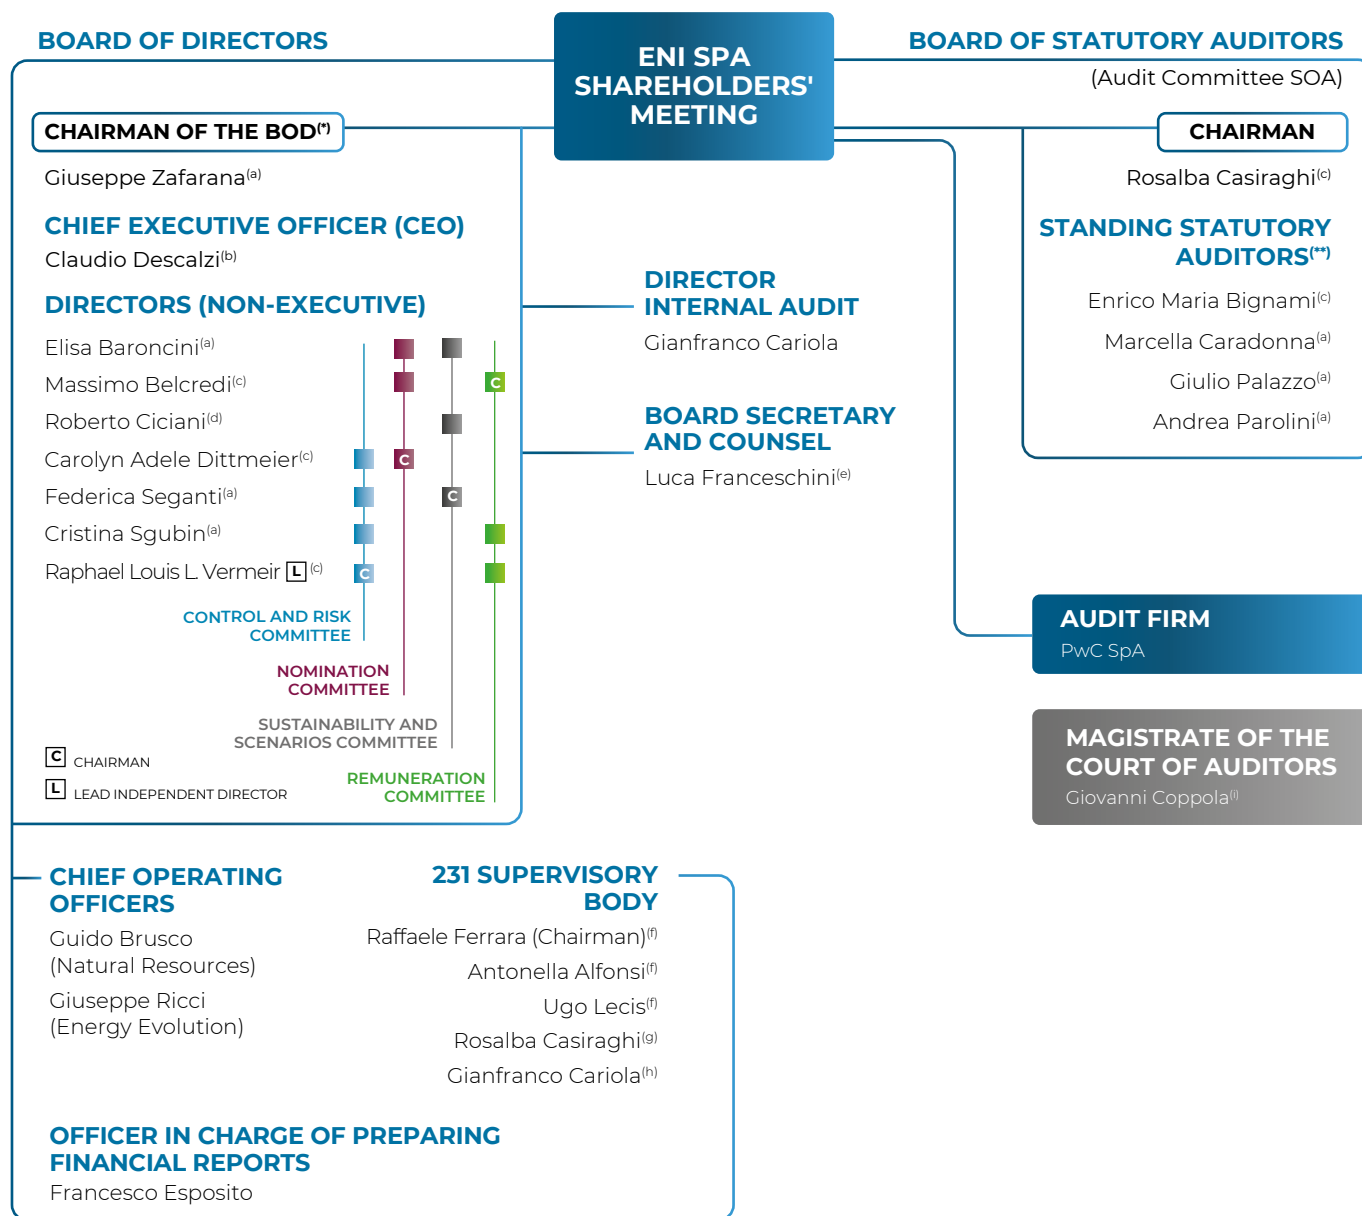 BOARD OF DIRECTORS
ENI SPA
SHAREHOLDERS'
MEETING
BOARD OF STATUTORY AUDITORS
(Audit Committee SOA)
CHAIRMAN OF THE BOD(*)
Giuseppe Zafarana(a)
CHIEF EXECUTIVE OFFICER (CEO)
Claudio Descalzi(b)
DIRECTORS (NON-EXECUTIVE)
Elisa Baroncini(a)
Massimo Belcredi(c)
C
Roberto Ciciani(d)
Carolyn Adele Dittmeier(c)
C
Federica Seganti(a)
C
Cristina Sgubin(a)
Raphael Louis L. Vermeir L (c)
C
CONTROL AND RISK
COMMITTEE
NOMINATION
COMMITTEE
SUSTAINABILITY AND
SCENARIOS COMMITTEE
REMUNERATION
COMMITTEE
C CHAIRMAN
L LEAD INDEPENDENT DIRECTOR
DIRECTOR
INTERNAL AUDIT
Gianfranco Cariola
BOARD SECRETARY
AND COUNSEL
Luca Franceschini(e)
CHAIRMAN
Rosalba Casiraghi(c)
STANDING STATUTORY
AUDITORS(**)
Enrico Maria Bignami(c)
Marcella Caradonna(a)
Giulio Palazzo(a)
Andrea Parolini(a)
AUDIT FIRM
PwC SpA
MAGISTRATE OF THE
COURT OF AUDITORS
Giovanni Coppola(i)
CHIEF OPERATING
OFFICERS
Guido Brusco
(Natural Resources)
Giuseppe Ricci
(Energy Evolution)
231 SUPERVISORY
BODY
Raffaele Ferrara (Chairman)(f)
Antonella Alfonsi(f)
Ugo Lecis(f)
Rosalba Casiraghi(g)
Gianfranco Cariola(h)
OFFICER IN CHARGE OF PREPARING
FINANCIAL REPORTS
Francesco Esposito